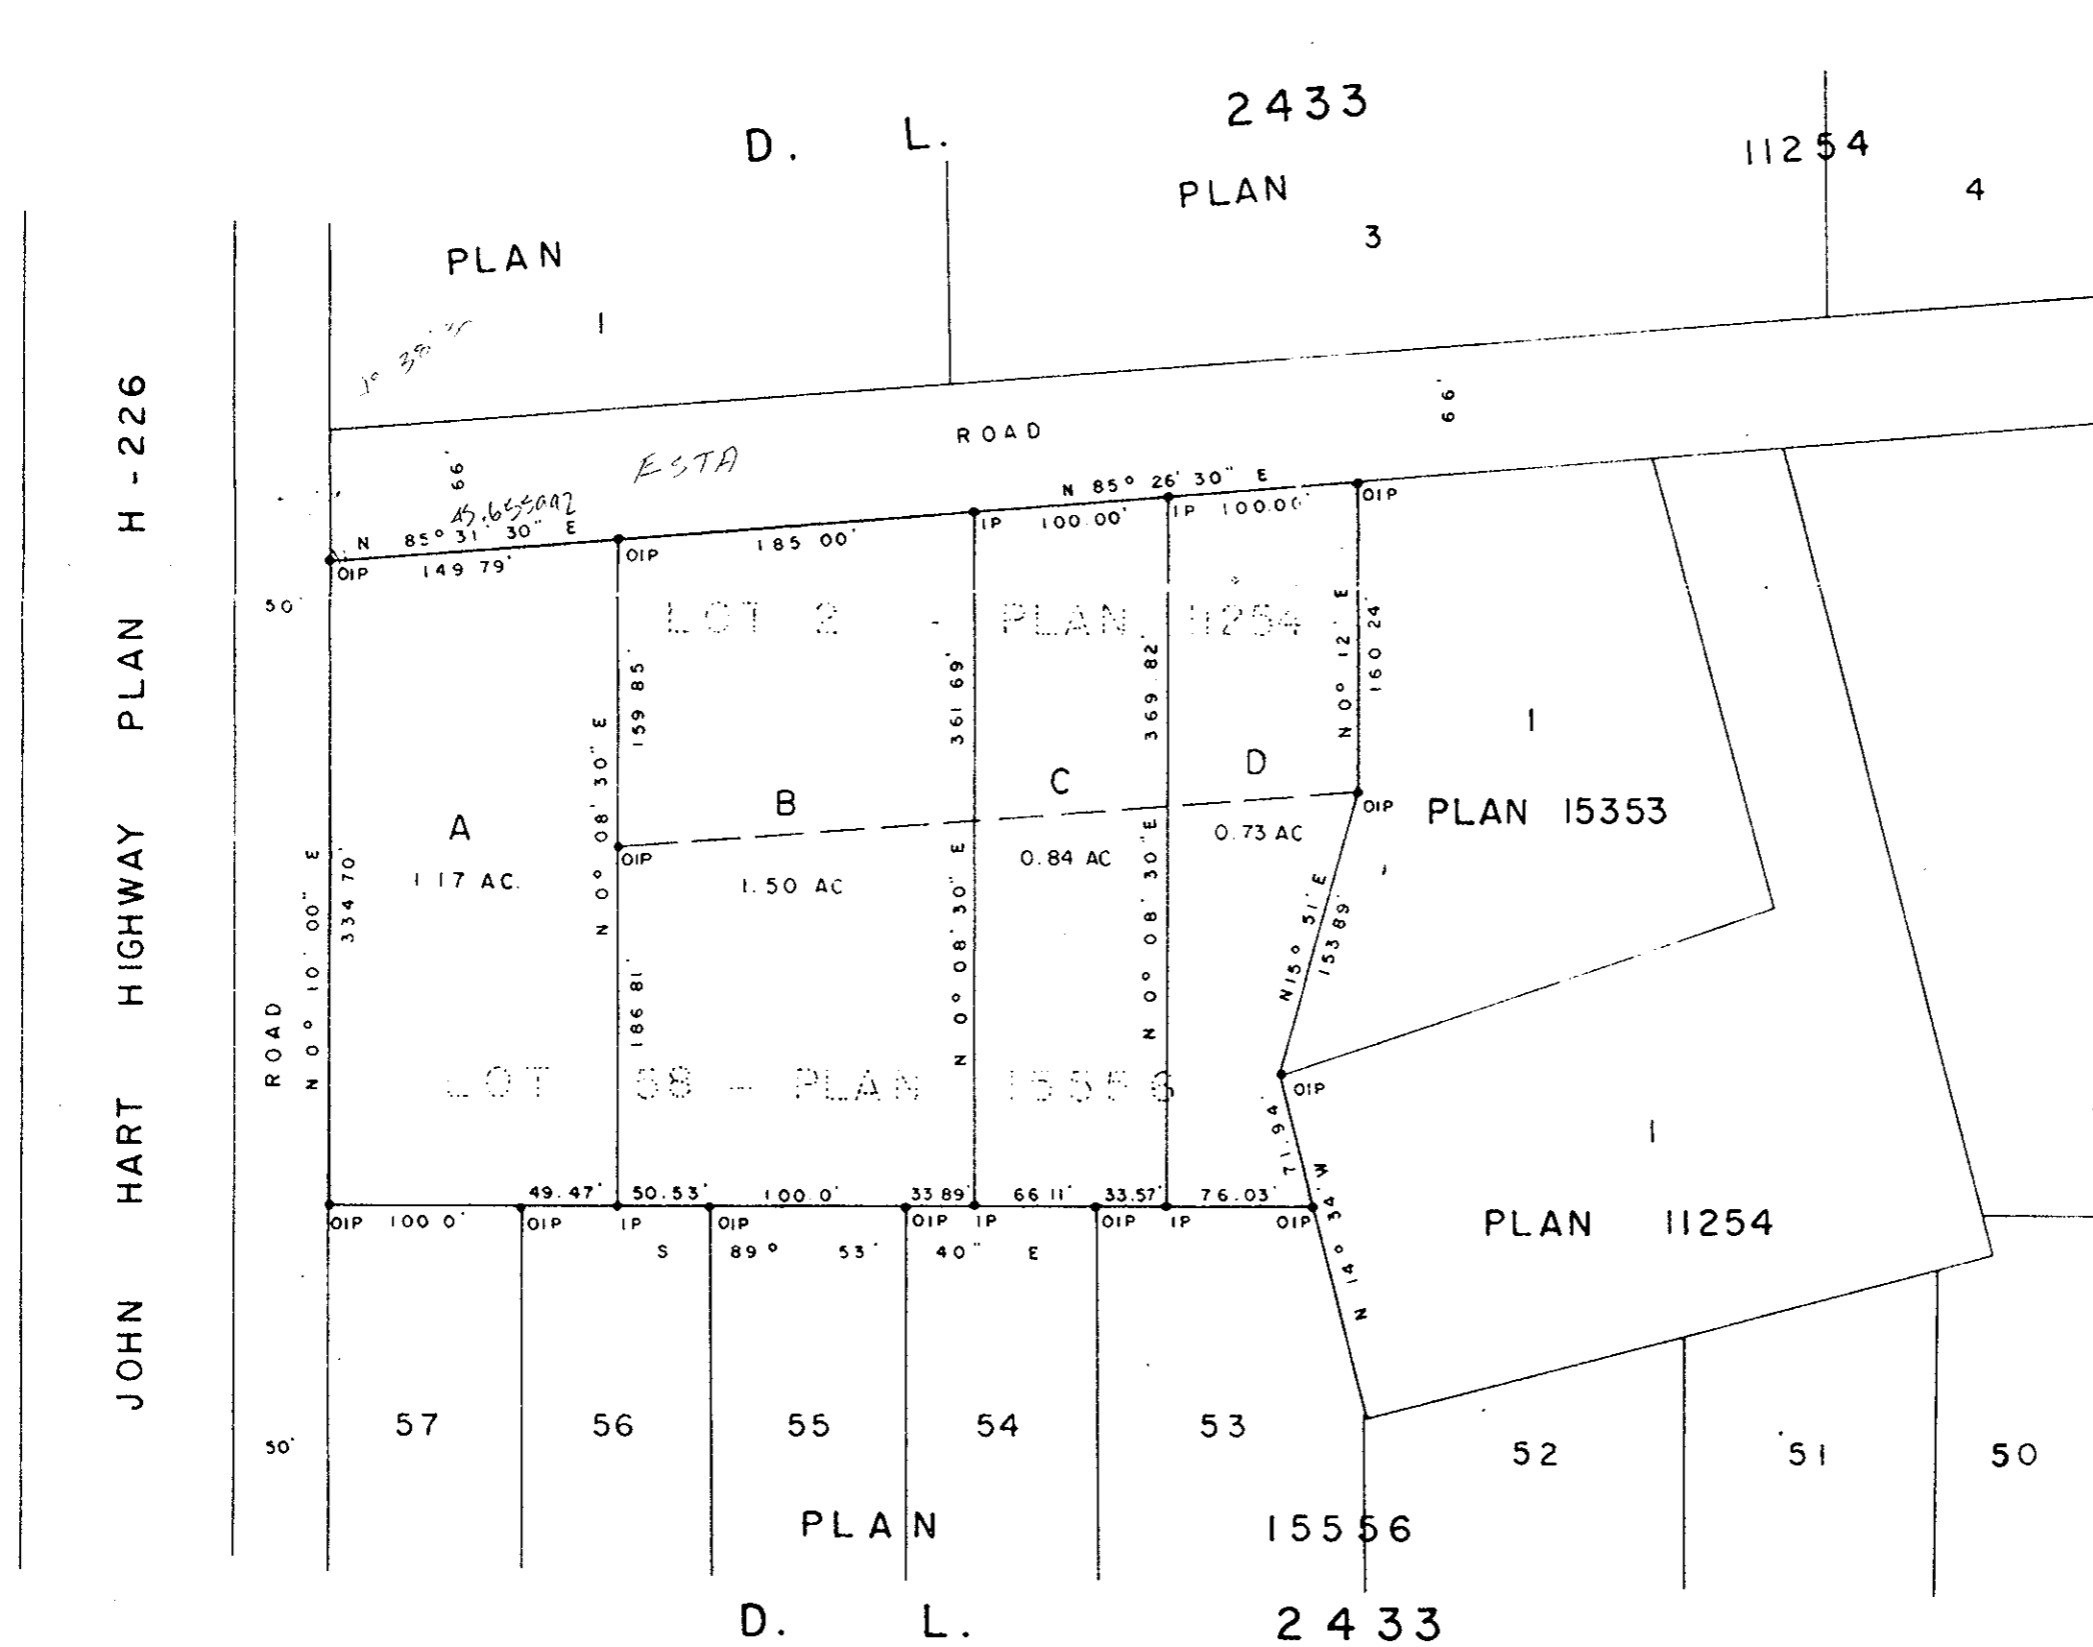 2433
D. L.
11254
PLAN
4
3
PLAN
1
1° 38'
JOHN HART HIGHWAY PLAN H-226
ROAD
66'
66'
ESTA
N 85° 26' 30" E
45.655992
N 85° 31' 30" E
OIP 149 79'
OIP
185 00'
IP 100.00'
IP 100.00'
OIP
50'
LOT 2 - PLAN 11254
N 0° 12' E
160 24'
159 85'
361 69'
369.82'
N 0° 08' 30" E
1
D
C
B
A
OIP
PLAN 15353
0.73 AC
0.84 AC
OIP
1 17 AC.
1.50 AC
334 70'
N 0° 10' 00" E
N 0° 08' 30" E
N 0° 08' 30" E
N15° 51' E
153 89'
186 81'
ROAD
LOT 58 - PLAN 15556
OIP
71.94'
1
N 14° 34' W
49.47' 50.53' 100.0' 33 89' 66 11' 33.57' 76.03'
OIP 100 0' OIP IP OIP OIP IP OIP IP OIP
PLAN 11254
S 89° 53' 40" E
57 56 55 54 53
50'
52 51 50
PLAN 15556
D. L. 2433